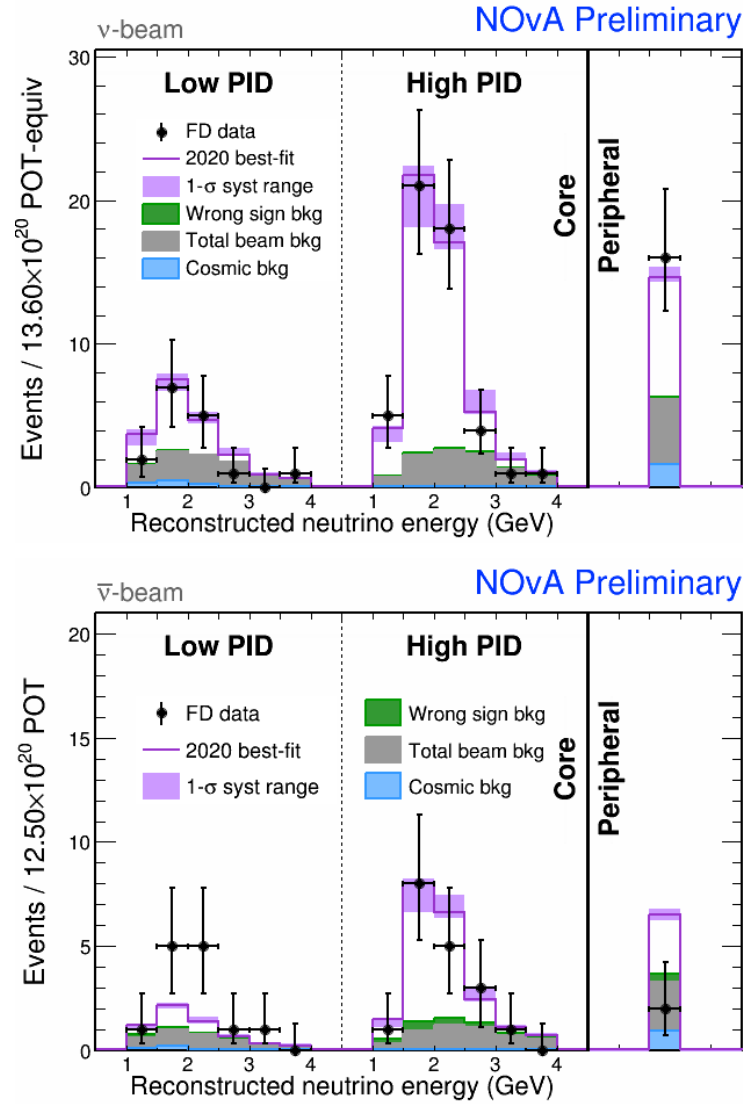 ν-beam
NOνA Preliminary
Low PID
High PID
FD data
2020 best-fit
1-σ syst range
Wrong sign bkg
Total beam bkg
Cosmic bkg
Core
Peripheral
Events / 13.60×10²⁰ POT-equiv
30
20
10
0
1 2 3 4 1 2 3 4
Reconstructed neutrino energy (GeV)
ν̅-beam
NOνA Preliminary
Low PID
High PID
FD data
2020 best-fit
1-σ syst range
Wrong sign bkg
Total beam bkg
Cosmic bkg
Core
Peripheral
Events / 12.50×10²⁰ POT
20
15
10
5
0
1 2 3 4 1 2 3 4
Reconstructed neutrino energy (GeV)